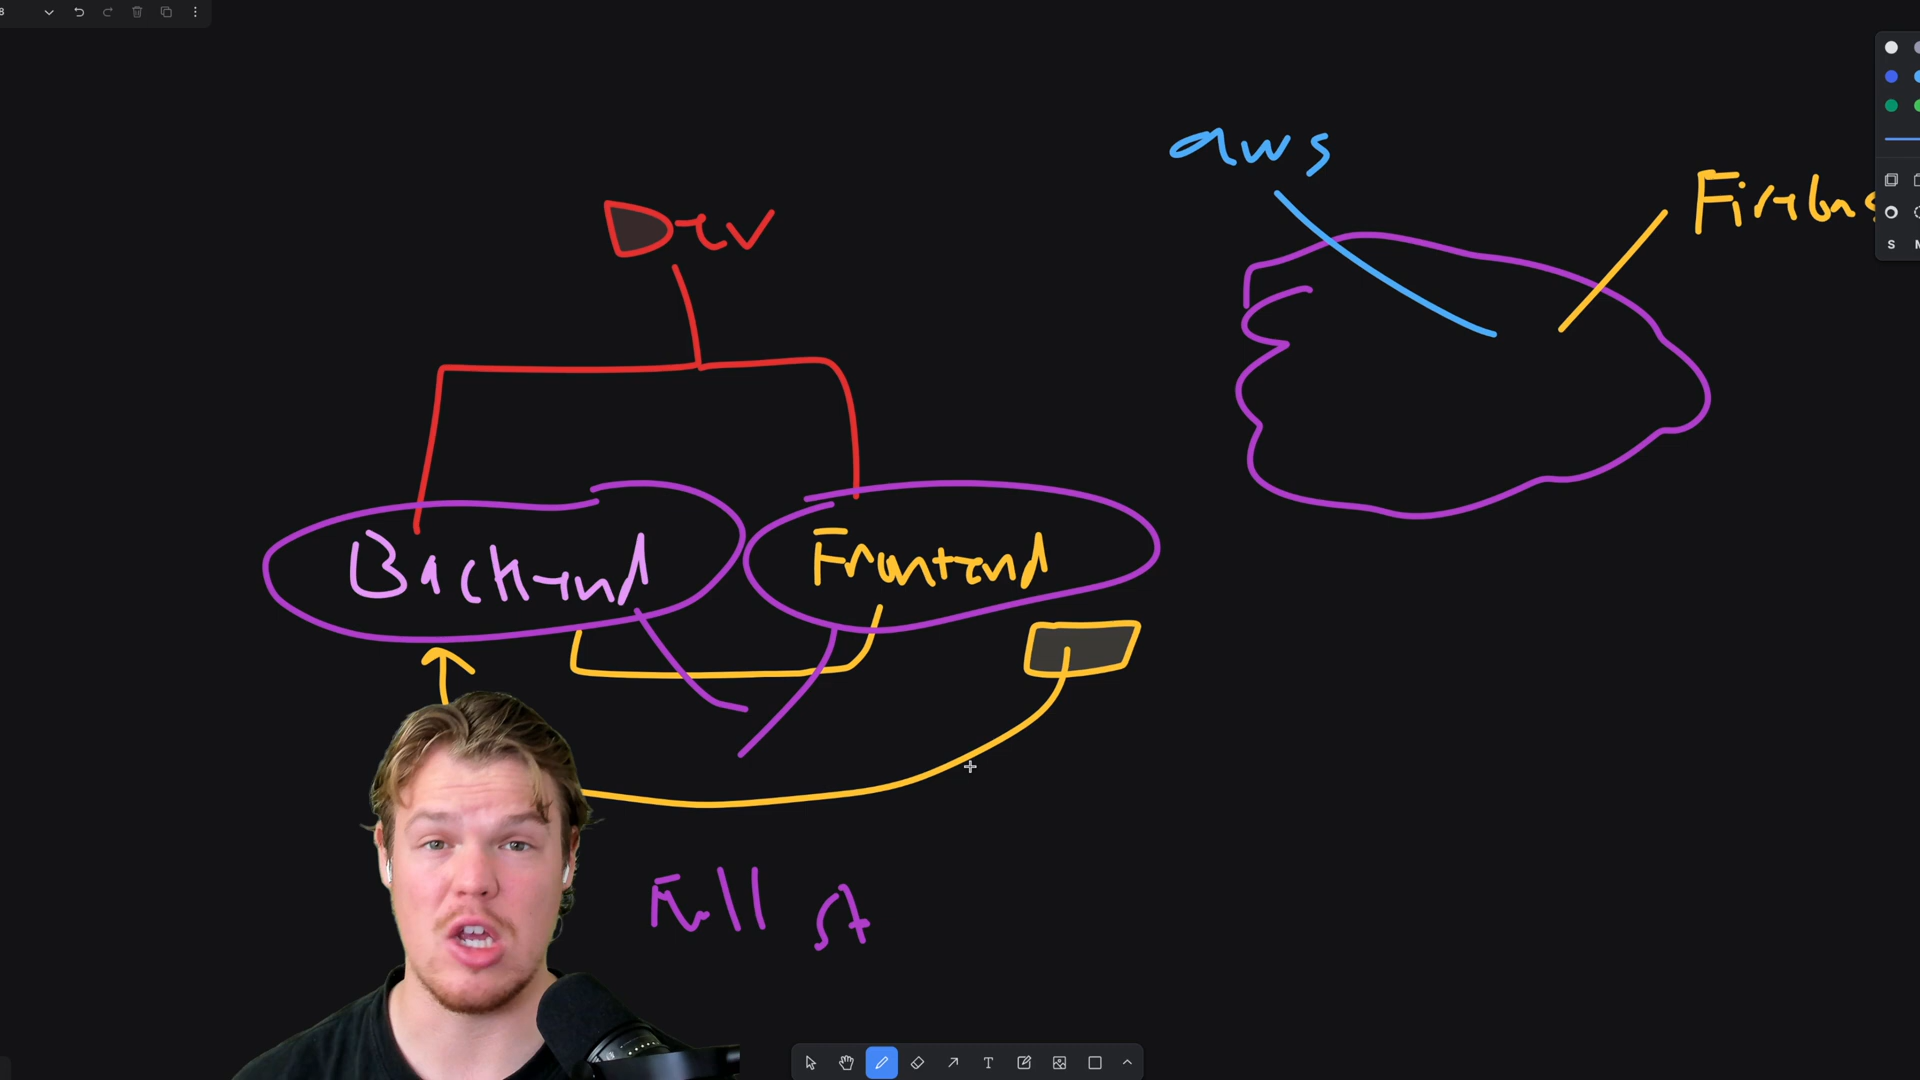 aws
Firebas
Dev
Backend
Frontend
Full st
T
S